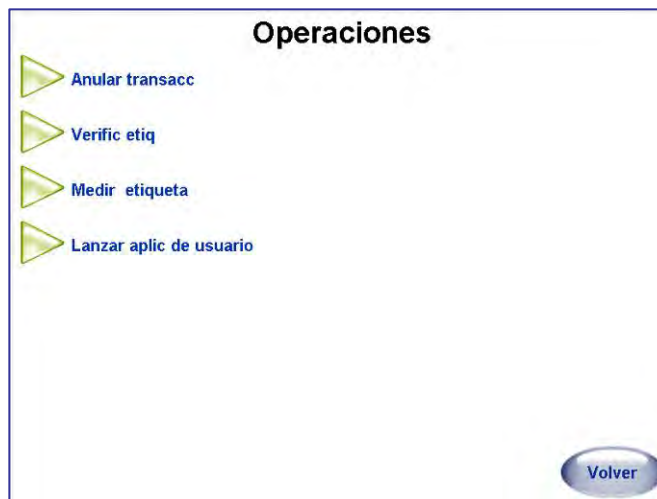 Operaciones
Anular transacc
Verific etiq
Medir etiqueta
Lanzar aplic de usuario
Volver